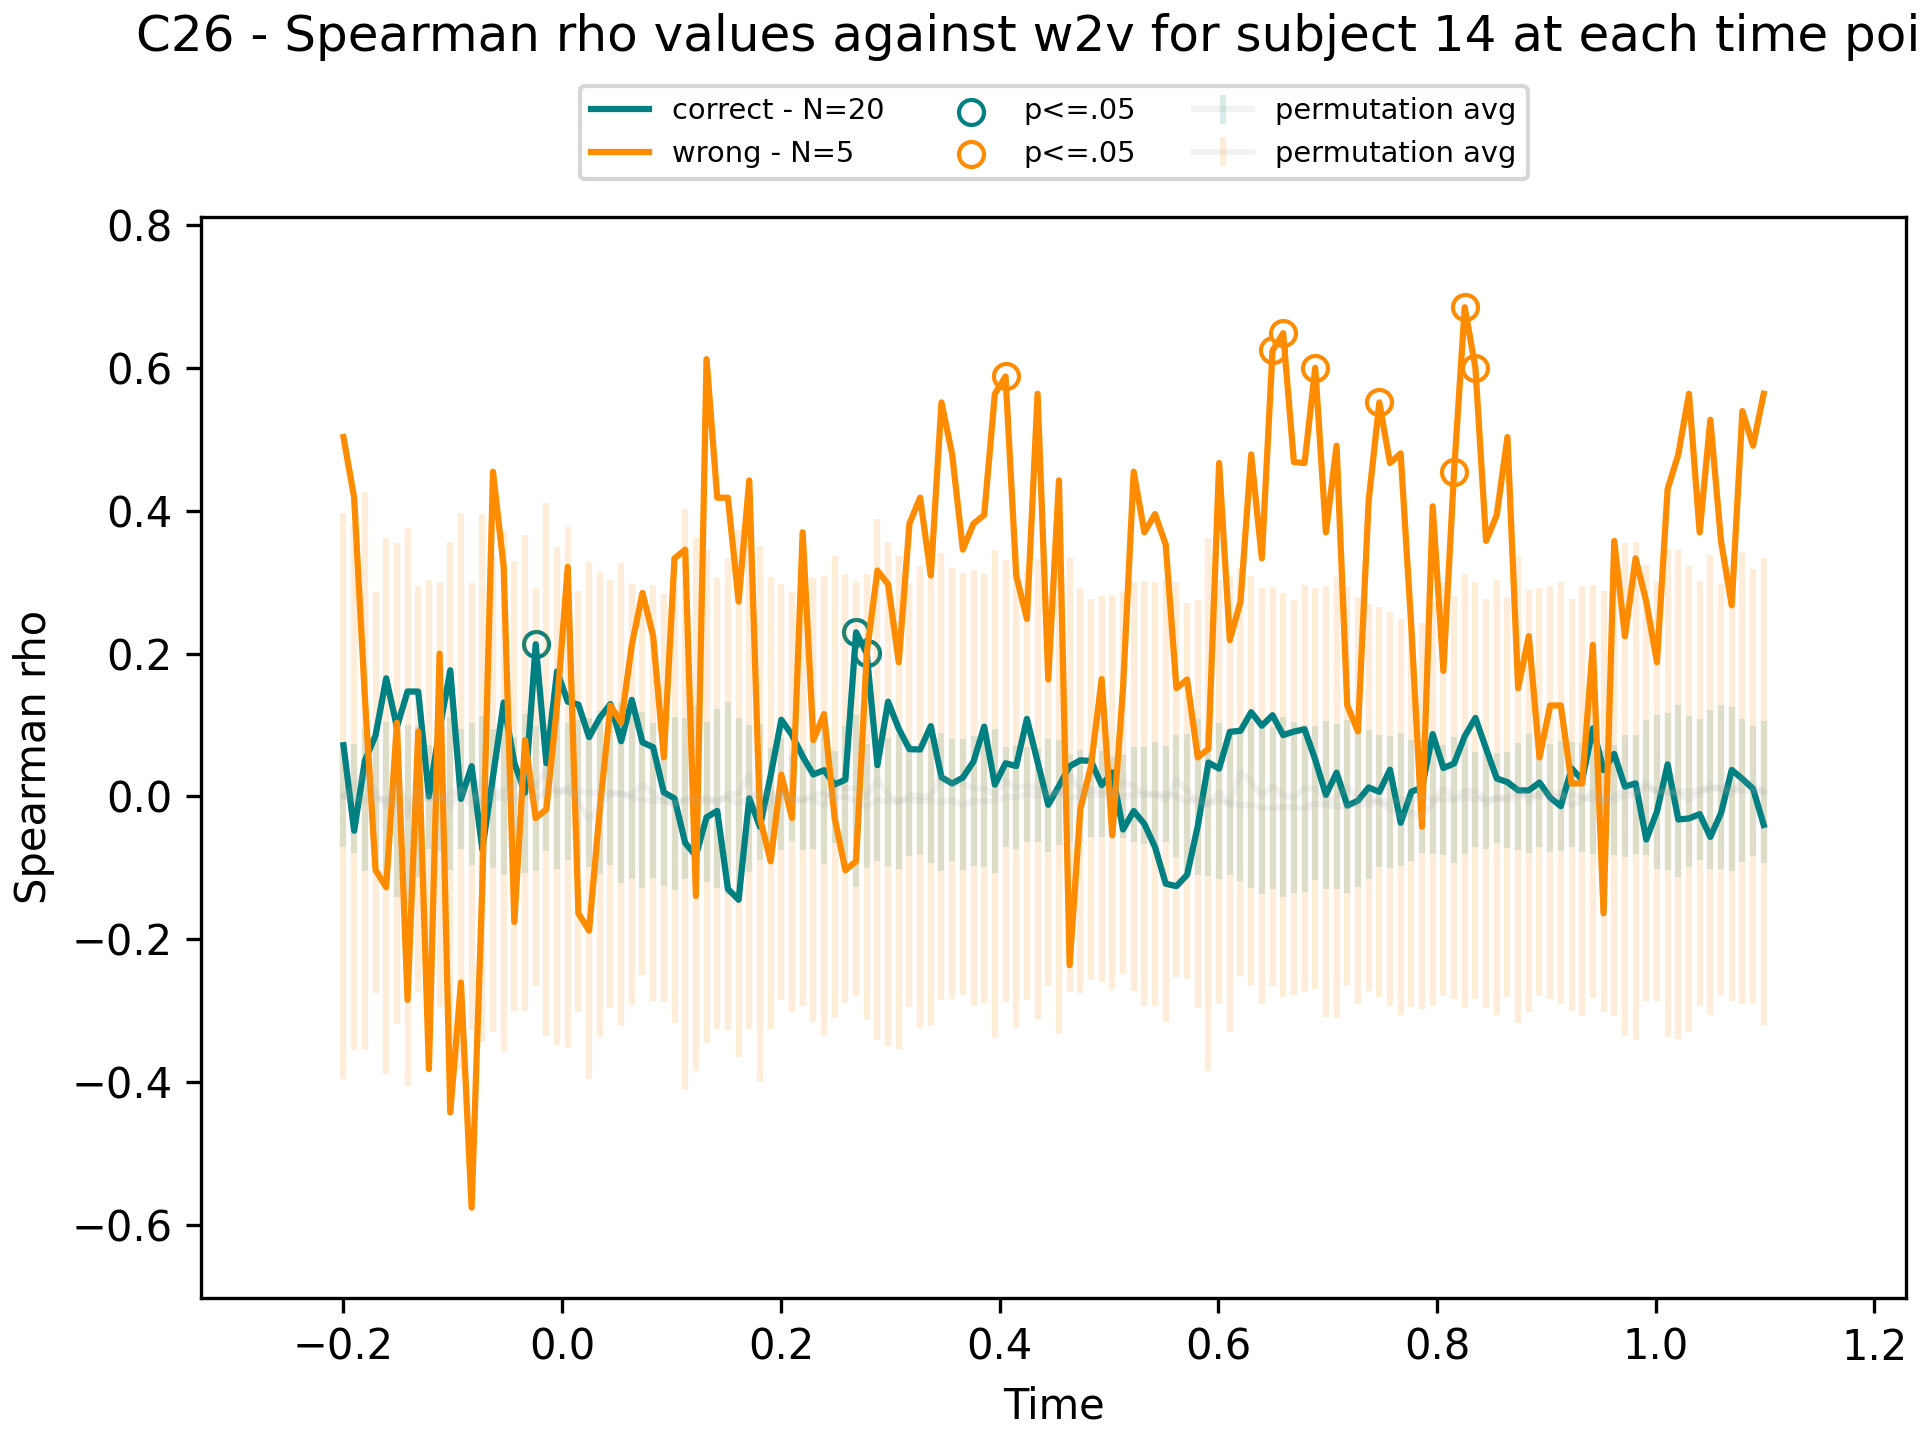 C26 - Spearman rho values against w2v for subject 14 at each time poi
correct - N=20
wrong - N=5
p<=.05
p<=.05
permutation avg
permutation avg
0.8
0.6
0.4
0.2
0.0
−0.2
−0.4
−0.6
Spearman rho
−0.2 0.0 0.2 0.4 0.6 0.8 1.0 1.2
Time